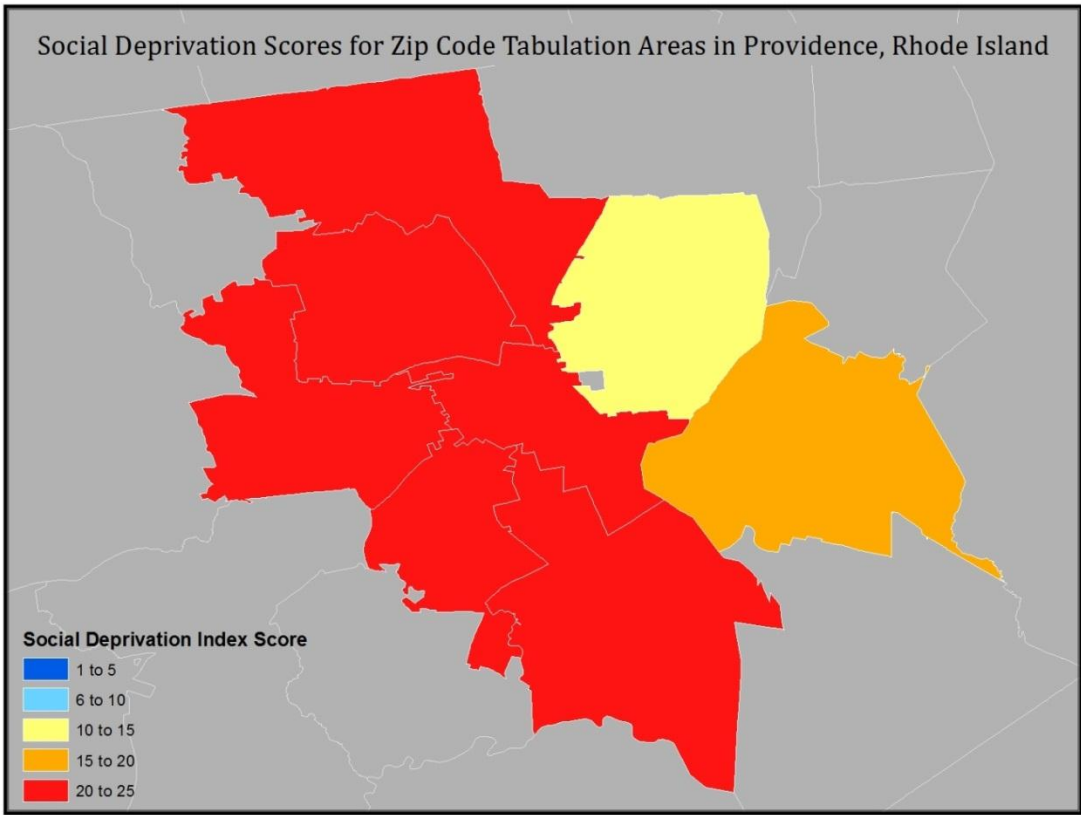 Social Deprivation Scores for Zip Code Tabulation Areas in Providence, Rhode Island
Social Deprivation Index Score
1 to 5
6 to 10
10 to 15
15 to 20
20 to 25